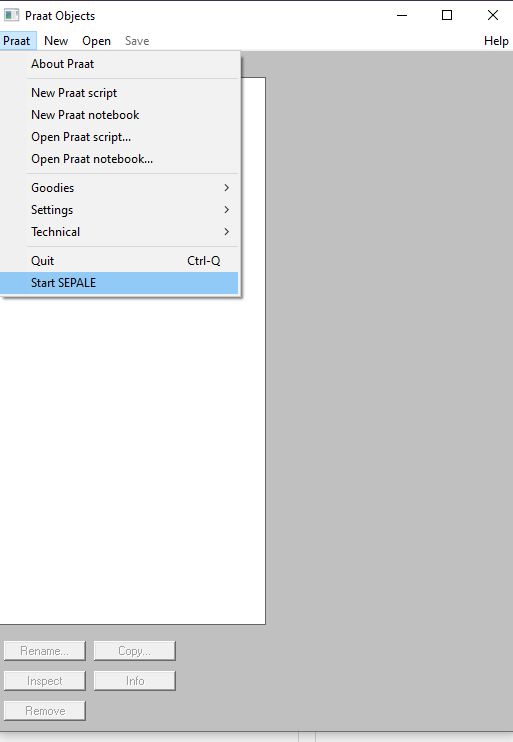 Praat Objects
Praat New Open Save Help
About Praat
New Praat script
New Praat notebook
Open Praat script...
Open Praat notebook...
Goodies
Settings
Technical
Quit Ctrl-Q
Start SEPALE
Rename... Copy...
Inspect Info
Remove